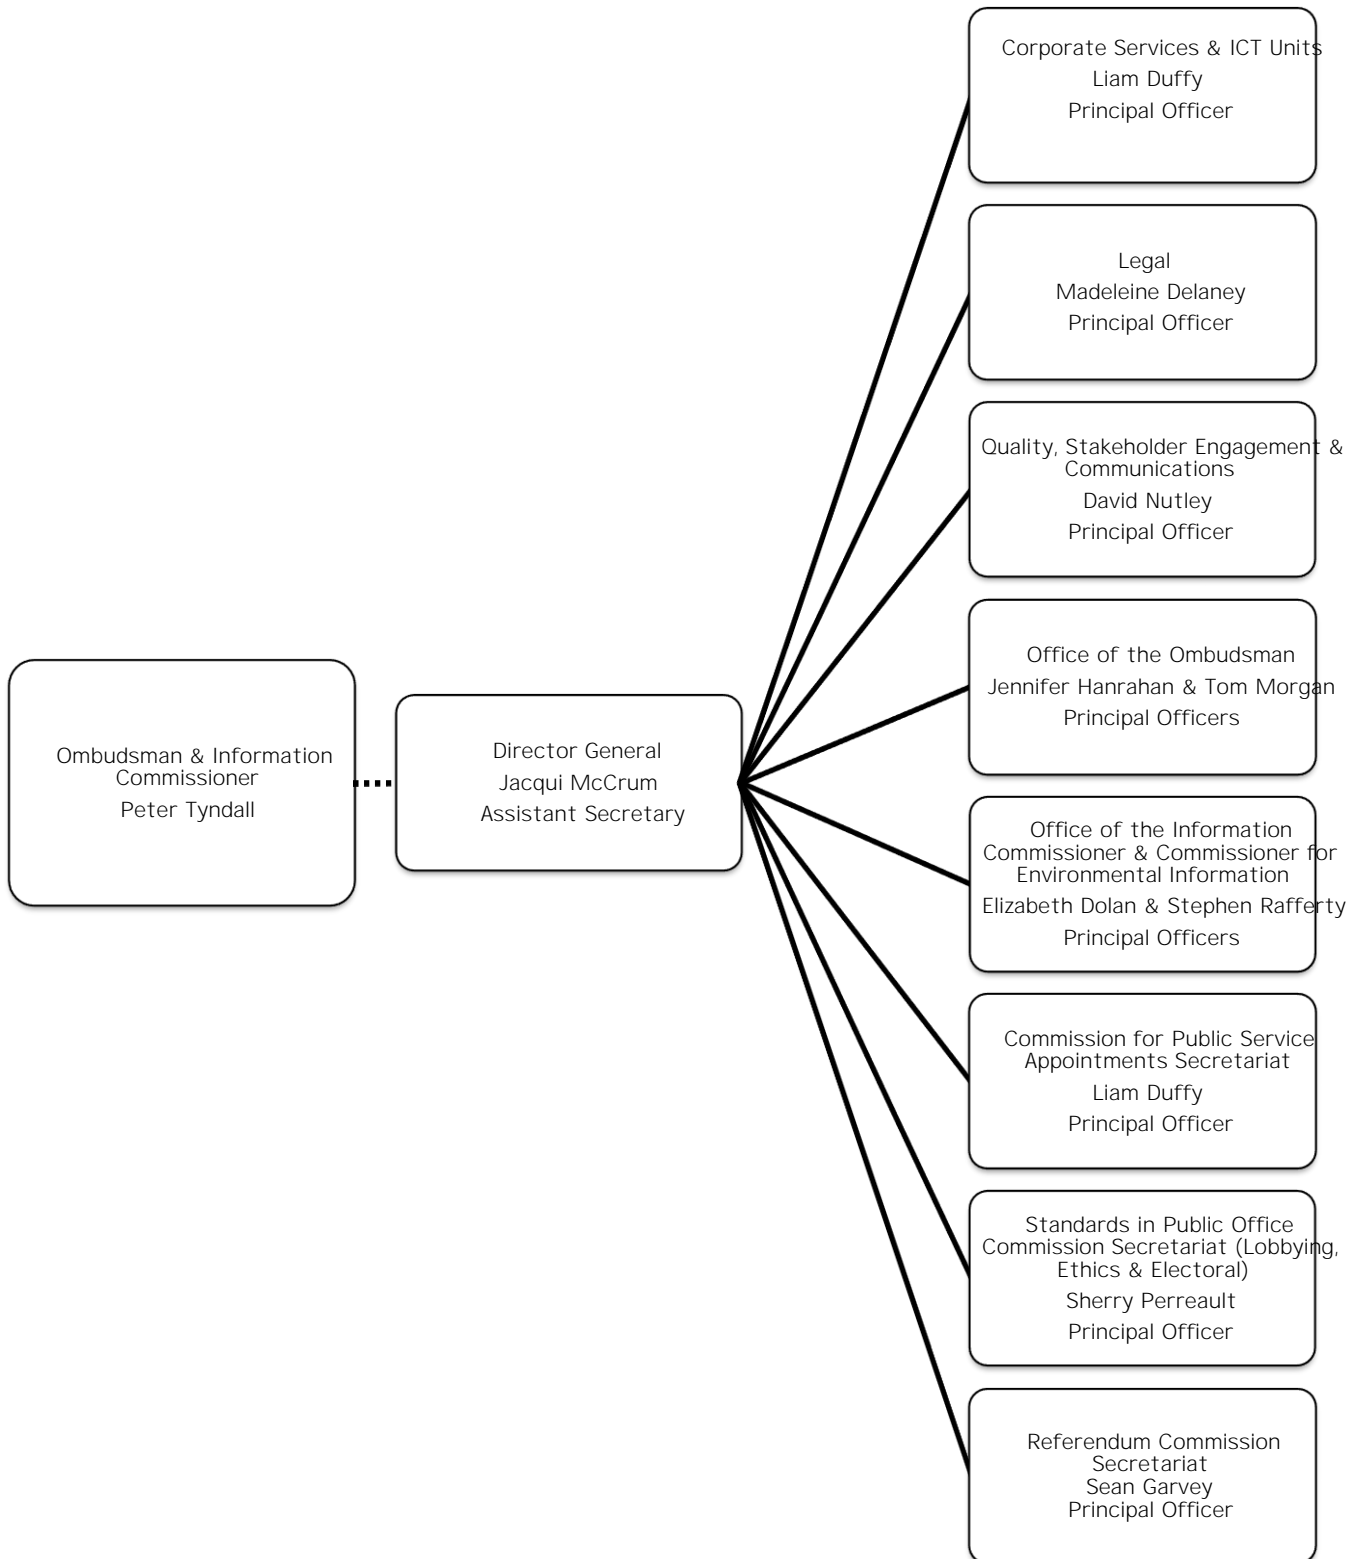 Corporate Services & ICT Units
Liam Duffy
Principal Officer
Legal
Madeleine Delaney
Principal Officer
Quality, Stakeholder Engagement &
Communications
David Nutley
Principal Officer
Office of the Ombudsman
Jennifer Hanrahan & Tom Morgan
Principal Officers
Ombudsman & Information
Commissioner
Peter Tyndall
Director General
Jacqui McCrum
Assistant Secretary
Office of the Information
Commissioner & Commissioner for
Environmental Information
Elizabeth Dolan & Stephen Rafferty
Principal Officers
Commission for Public Service
Appointments Secretariat
Liam Duffy
Principal Officer
Standards in Public Office
Commission Secretariat (Lobbying,
Ethics & Electoral)
Sherry Perreault
Principal Officer
Referendum Commission
Secretariat
Sean Garvey
Principal Officer